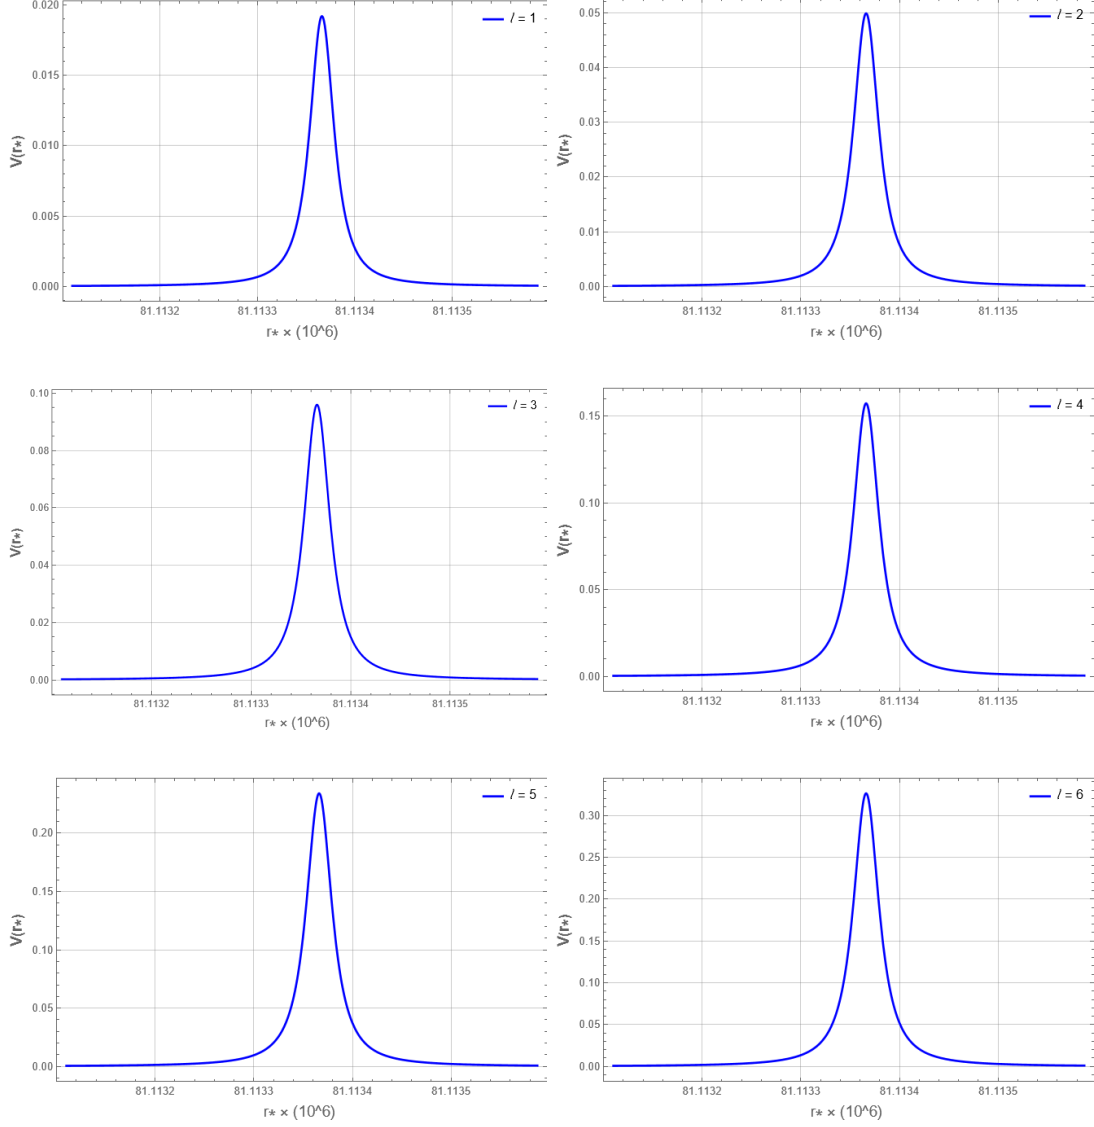 l = 1
0.020
0.015
0.010
0.005
0.000
V(r*)
81.1132 81.1133 81.1134 81.1135
r* × (10^6)
l = 2
0.05
0.04
0.03
0.02
0.01
0.00
V(r*)
81.1132 81.1133 81.1134 81.1135
r* × (10^6)
l = 3
0.10
0.08
0.06
0.04
0.02
0.00
V(r*)
81.1132 81.1133 81.1134 81.1135
r* × (10^6)
l = 4
0.15
0.10
0.05
0.00
V(r*)
81.1132 81.1133 81.1134 81.1135
r* × (10^6)
l = 5
0.20
0.15
0.10
0.05
0.00
V(r*)
81.1132 81.1133 81.1134 81.1135
r* × (10^6)
l = 6
0.30
0.25
0.20
0.15
0.10
0.05
0.00
V(r*)
81.1132 81.1133 81.1134 81.1135
r* × (10^6)